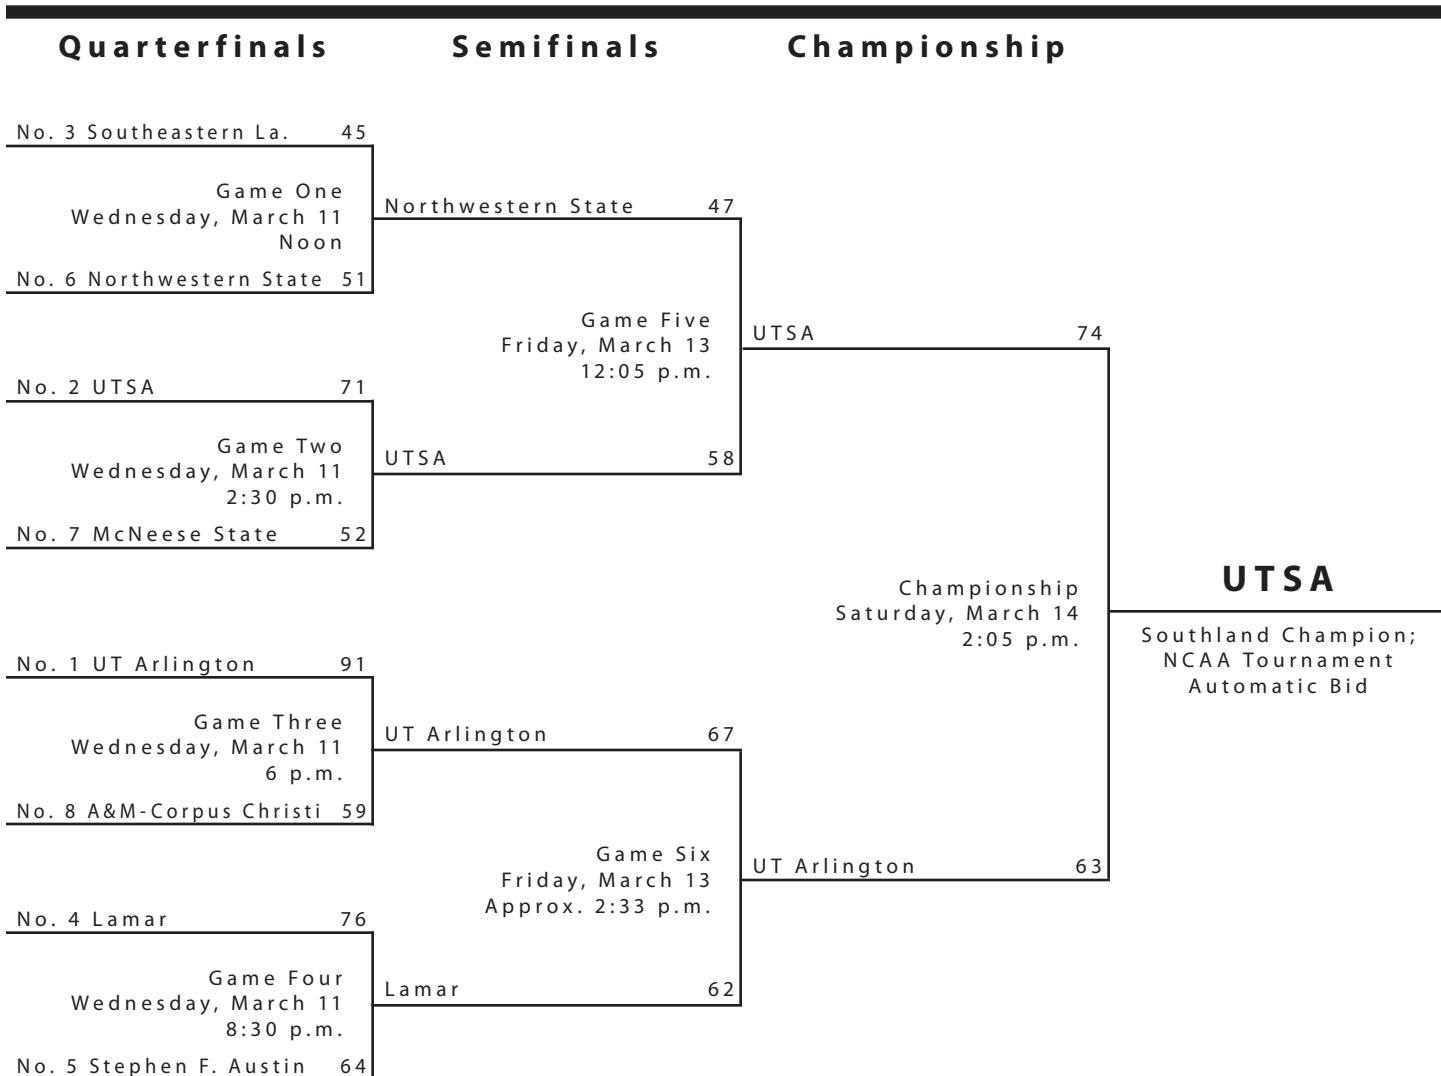 Quarterfinals Semifinals Championship
No. 3 Southeastern La. 45
Game One
Wednesday, March 11
Noon
No. 6 Northwestern State 51
Northwestern State 47
Game Five
Friday, March 13
12:05 p.m.
No. 2 UTSA 71
Game Two
Wednesday, March 11
2:30 p.m.
No. 7 McNeese State 52
UTSA 58
UTSA 74
Championship
Saturday, March 14
2:05 p.m.
UTSA
Southland Champion;
NCAA Tournament
Automatic Bid
No. 1 UT Arlington 91
Game Three
Wednesday, March 11
6 p.m.
No. 8 A&M-Corpus Christi 59
UT Arlington 67
Game Six
Friday, March 13
Approx. 2:33 p.m.
UT Arlington 63
No. 4 Lamar 76
Game Four
Wednesday, March 11
8:30 p.m.
No. 5 Stephen F. Austin 64
Lamar 62